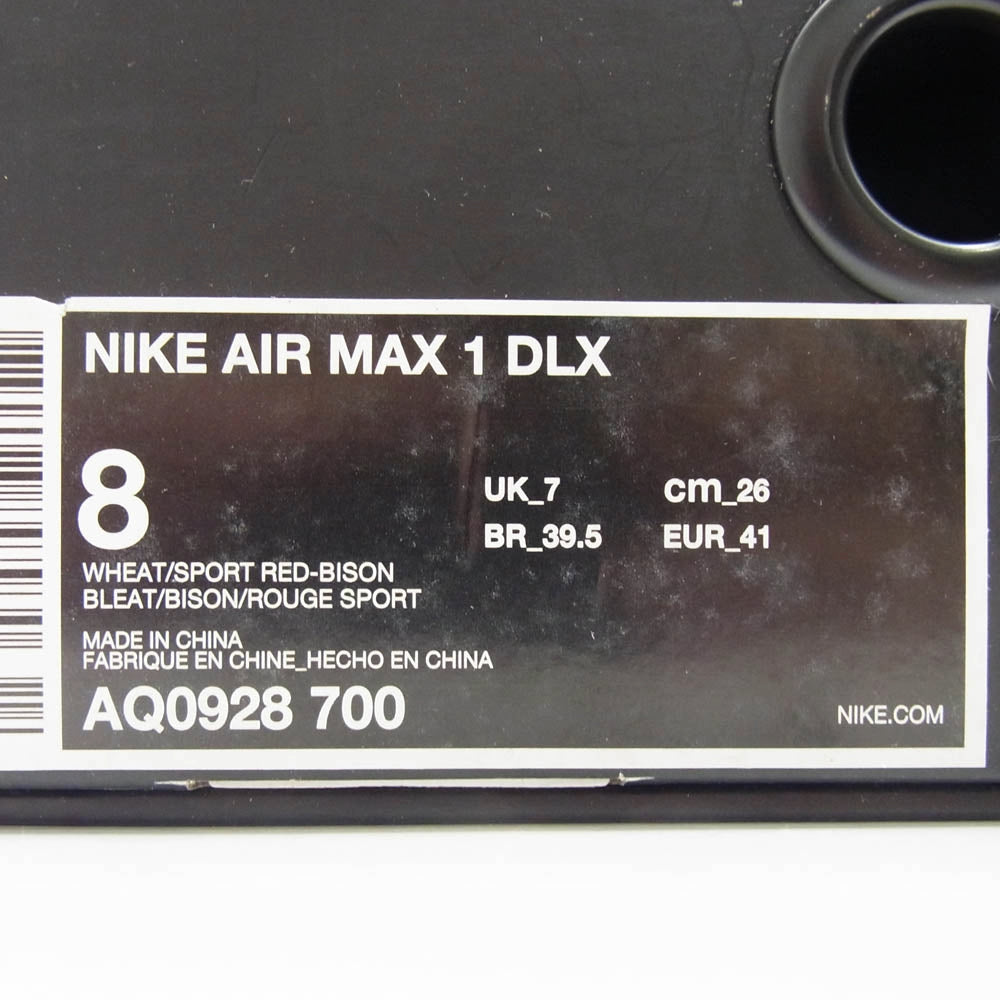 NIKE AIR MAX 1 DLX
8
UK_7 cm_26
BR_39.5 EUR_41
WHEAT/SPORT RED-BISON
BLEAT/BISON/ROUGE SPORT
MADE IN CHINA
FABRIQUE EN CHINE_HECHO EN CHINA
AQ0928 700
NIKE.COM